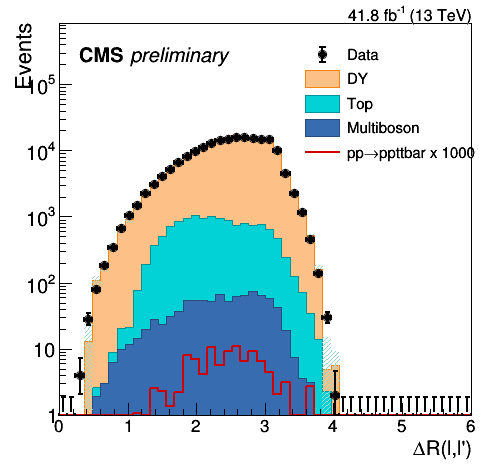 41.8 fb⁻¹ (13 TeV)
Events
CMS preliminary
Data
DY
Top
Multiboson
pp→ppttbar x 1000
10⁵
10⁴
10³
10²
10
1
0 1 2 3 4 5 6
ΔR(l,l')